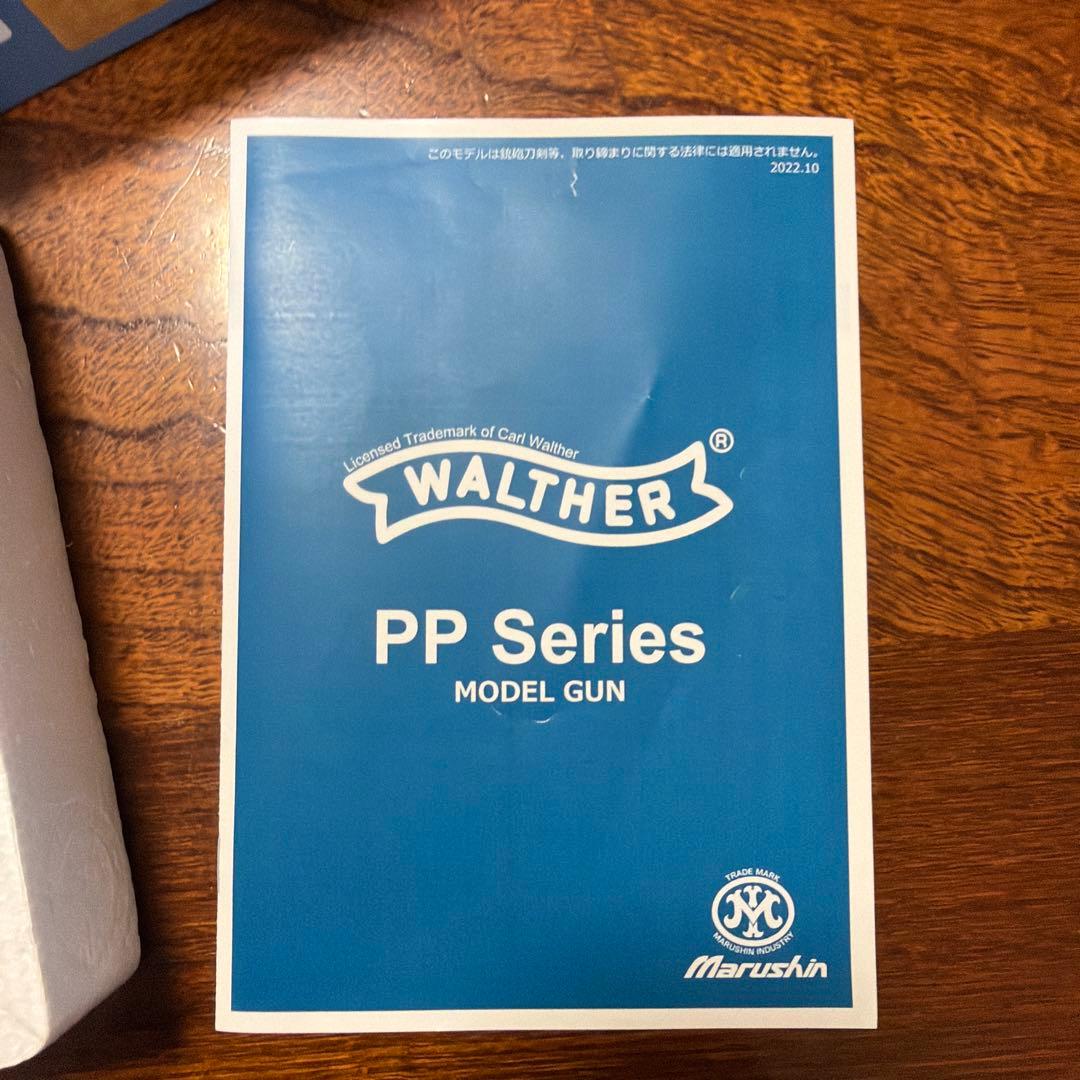 このモデルは銃砲刀剣等、取り締まりに関する法律には適用されません。
2022.10
Licensed Trademark of Carl Walther
WALTHER ®
PP Series
MODEL GUN
TRADE MARK
M
MARUSHIN INDUSTRY
Marushin